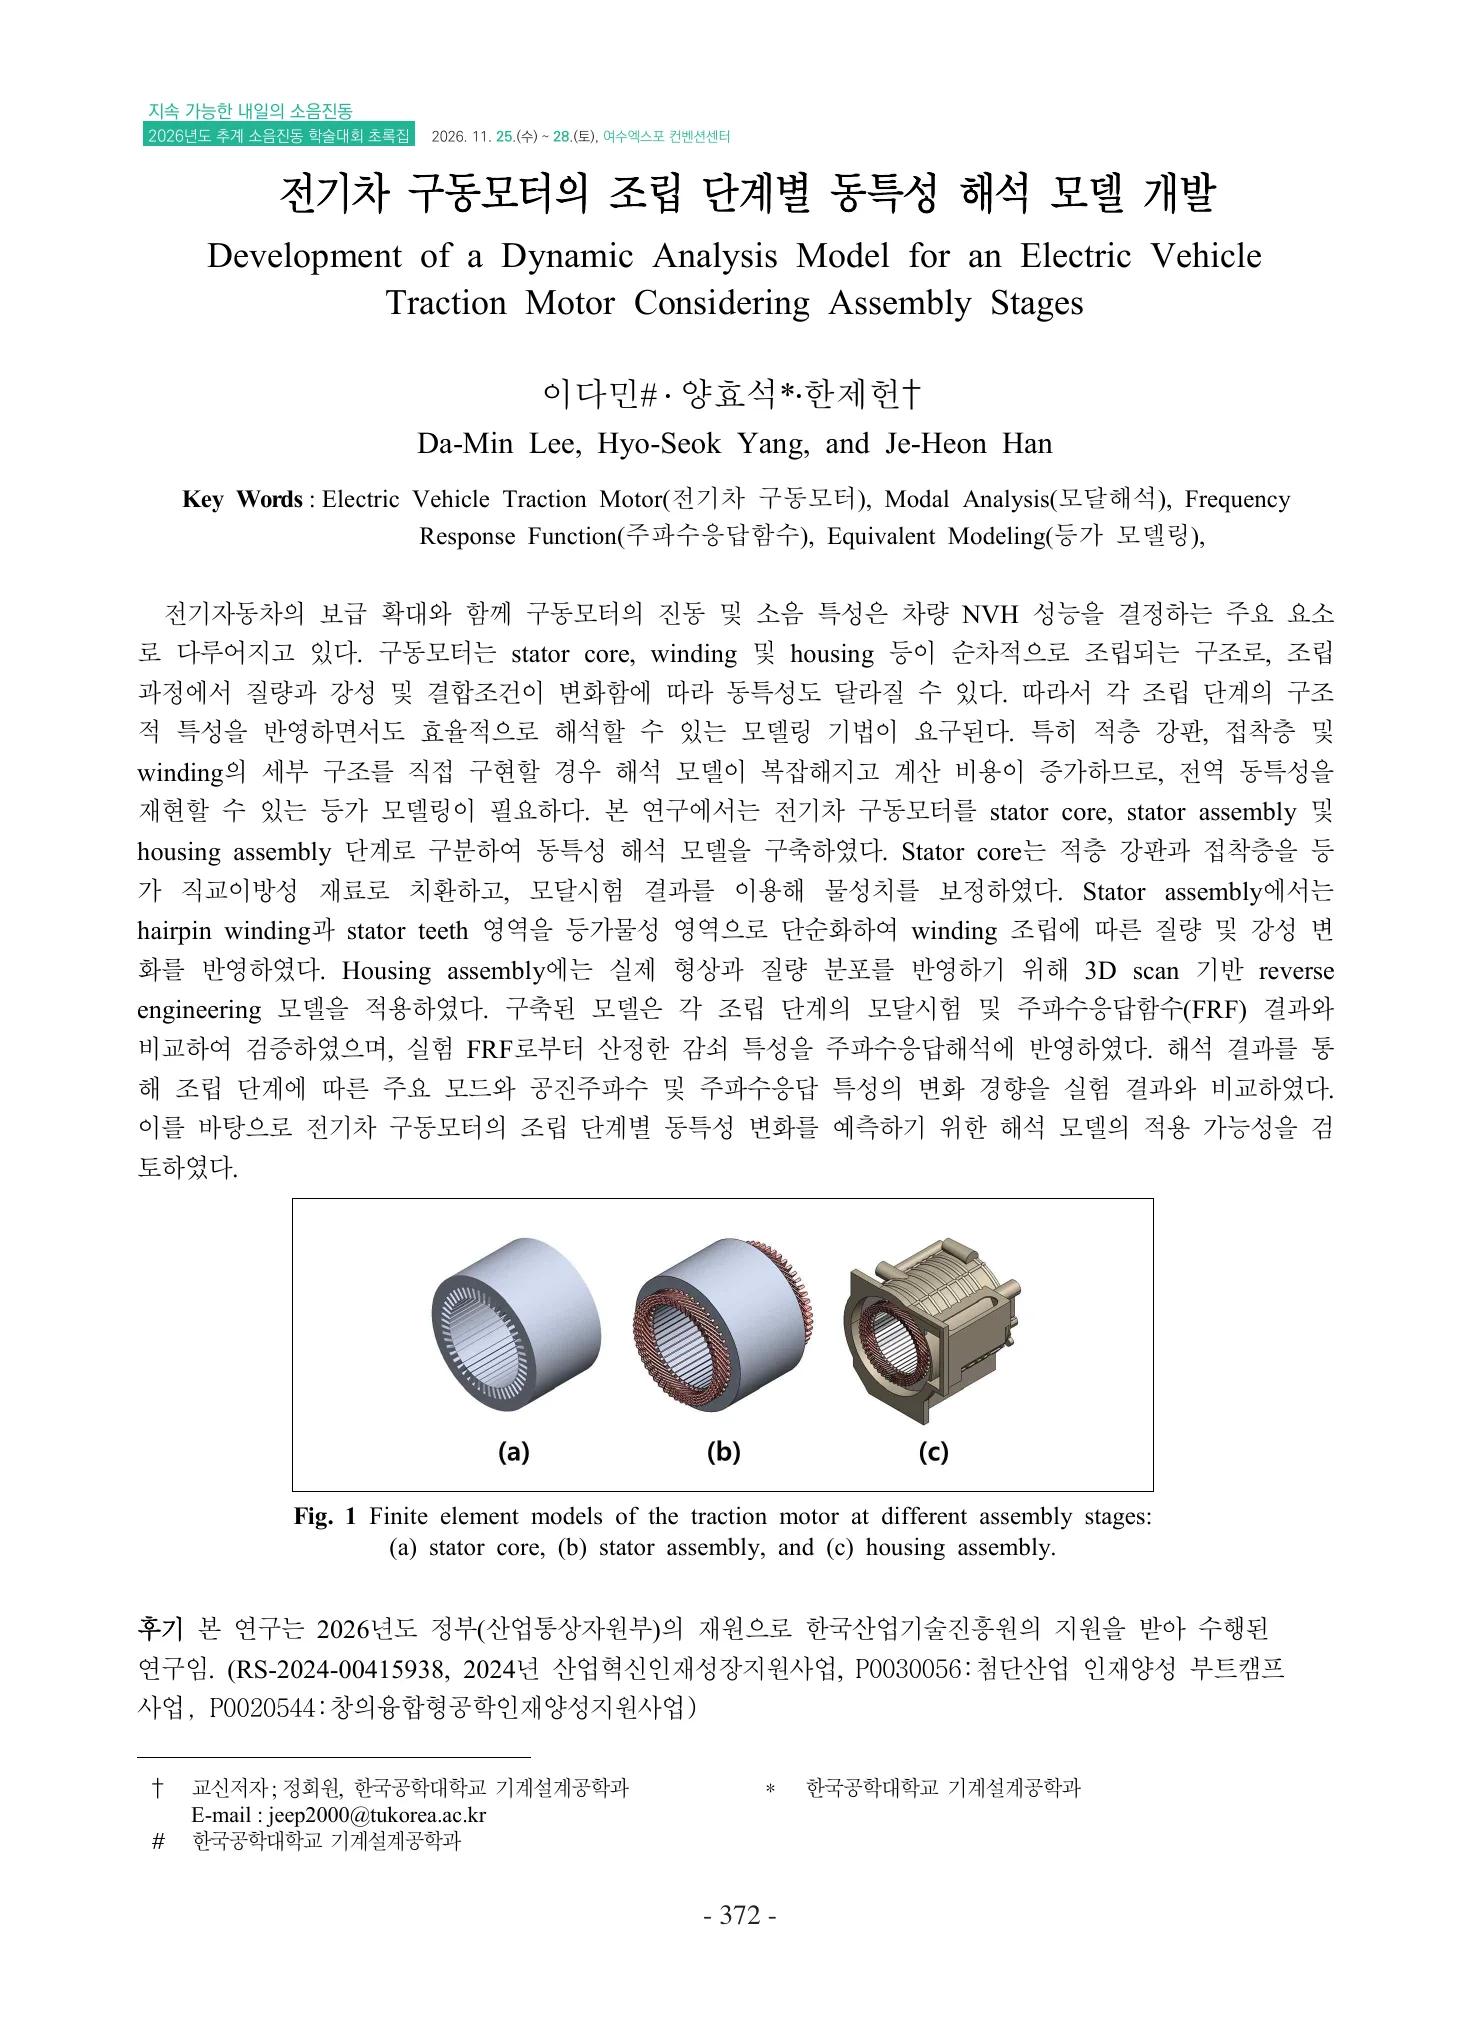 지속 가능한 내일의 소음진동
2026년도 추계 소음진동 학술대회 초록집 2026. 11. 25.(수) ~ 28.(토), 여수엑스포 컨벤션센터
전기차 구동모터의 조립 단계별 동특성 해석 모델 개발
Development of a Dynamic Analysis Model for an Electric Vehicle
Traction Motor Considering Assembly Stages
이다민#·양효석*·한제헌†
Da-Min Lee, Hyo-Seok Yang, and Je-Heon Han
Key Words : Electric Vehicle Traction Motor(전기차 구동모터), Modal Analysis(모달해석), Frequency
Response Function(주파수응답함수), Equivalent Modeling(등가 모델링),
전기자동차의 보급 확대와 함께 구동모터의 진동 및 소음 특성은 차량 NVH 성능을 결정하는 주요 요소
로 다루어지고 있다. 구동모터는 stator core, winding 및 housing 등이 순차적으로 조립되는 구조로, 조립
과정에서 질량과 강성 및 결합조건이 변화함에 따라 동특성도 달라질 수 있다. 따라서 각 조립 단계의 구조
적 특성을 반영하면서도 효율적으로 해석할 수 있는 모델링 기법이 요구된다. 특히 적층 강판, 접착층 및
winding의 세부 구조를 직접 구현할 경우 해석 모델이 복잡해지고 계산 비용이 증가하므로, 전역 동특성을
재현할 수 있는 등가 모델링이 필요하다. 본 연구에서는 전기차 구동모터를 stator core, stator assembly 및
housing assembly 단계로 구분하여 동특성 해석 모델을 구축하였다. Stator core는 적층 강판과 접착층을 등
가 직교이방성 재료로 치환하고, 모달시험 결과를 이용해 물성치를 보정하였다. Stator assembly에서는
hairpin winding과 stator teeth 영역을 등가물성 영역으로 단순화하여 winding 조립에 따른 질량 및 강성 변
화를 반영하였다. Housing assembly에는 실제 형상과 질량 분포를 반영하기 위해 3D scan 기반 reverse
engineering 모델을 적용하였다. 구축된 모델은 각 조립 단계의 모달시험 및 주파수응답함수(FRF) 결과와
비교하여 검증하였으며, 실험 FRF로부터 산정한 감쇠 특성을 주파수응답해석에 반영하였다. 해석 결과를 통
해 조립 단계에 따른 주요 모드와 공진주파수 및 주파수응답 특성의 변화 경향을 실험 결과와 비교하였다.
이를 바탕으로 전기차 구동모터의 조립 단계별 동특성 변화를 예측하기 위한 해석 모델의 적용 가능성을 검
토하였다.
(a) (b) (c)
Fig. 1 Finite element models of the traction motor at different assembly stages:
(a) stator core, (b) stator assembly, and (c) housing assembly.
후기 본 연구는 2026년도 정부(산업통상자원부)의 재원으로 한국산업기술진흥원의 지원을 받아 수행된
연구임. (RS-2024-00415938, 2024년 산업혁신인재성장지원사업, P0030056:첨단산업 인재양성 부트캠프
사업, P0020544:창의융합형공학인재양성지원사업)
† 교신저자; 정회원, 한국공학대학교 기계설계공학과 * 한국공학대학교 기계설계공학과
E-mail : jeep2000@tukorea.ac.kr
# 한국공학대학교 기계설계공학과
- 372 -